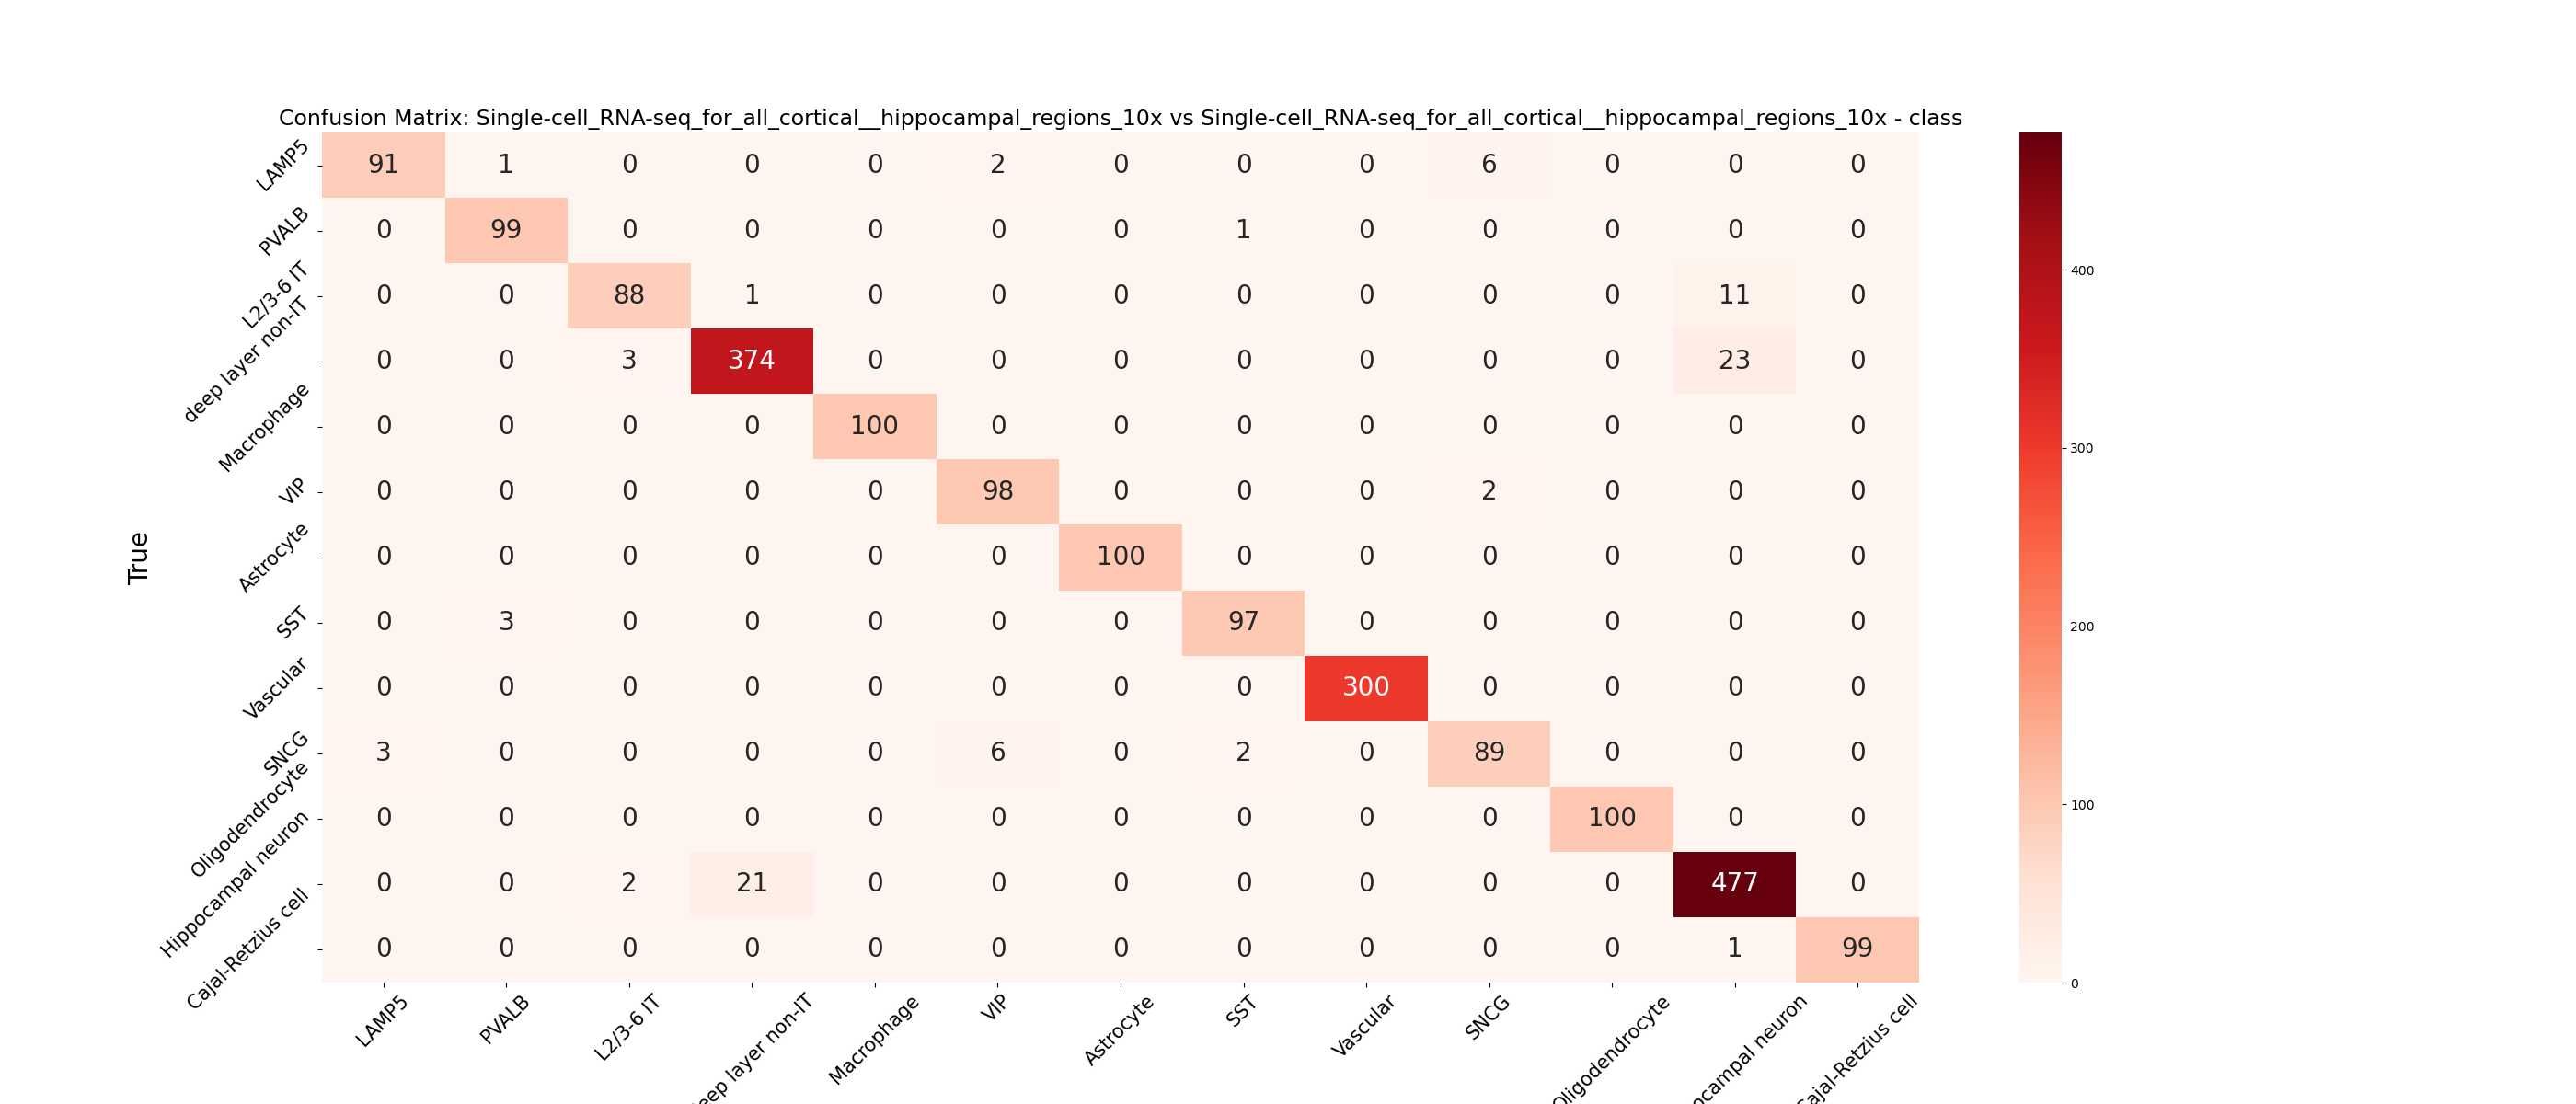 Confusion Matrix: Single-cell_RNA-seq_for_all_cortical__hippocampal_regions_10x vs Single-cell_RNA-seq_for_all_cortical__hippocampal_regions_10x - class
LAMP5 91 1 0 0 0 2 0 0 0 6 0 0 0
PVALB 0 99 0 0 0 0 0 1 0 0 0 0 0
L2/3-6 IT 0 0 88 1 0 0 0 0 0 0 0 11 0
deep layer non-IT 0 0 3 374 0 0 0 0 0 0 0 23 0
Macrophage 0 0 0 0 100 0 0 0 0 0 0 0 0
VIP 0 0 0 0 0 98 0 0 0 2 0 0 0
Astrocyte 0 0 0 0 0 0 100 0 0 0 0 0 0
SST 0 3 0 0 0 0 0 97 0 0 0 0 0
Vascular 0 0 0 0 0 0 0 0 300 0 0 0 0
SNCG 3 0 0 0 0 6 0 2 0 89 0 0 0
Oligodendrocyte 0 0 0 0 0 0 0 0 0 0 100 0 0
Hippocampal neuron 0 0 2 21 0 0 0 0 0 0 0 477 0
Cajal-Retzius cell 0 0 0 0 0 0 0 0 0 0 0 1 99
True
LAMP5
PVALB
L2/3-6 IT
layer non-IT
Macrophage
VIP
Astrocyte
SST
Vascular
SNCG
Oligodendrocyte
neuron
Cajal-Retzius cell
400
300
200
100
0